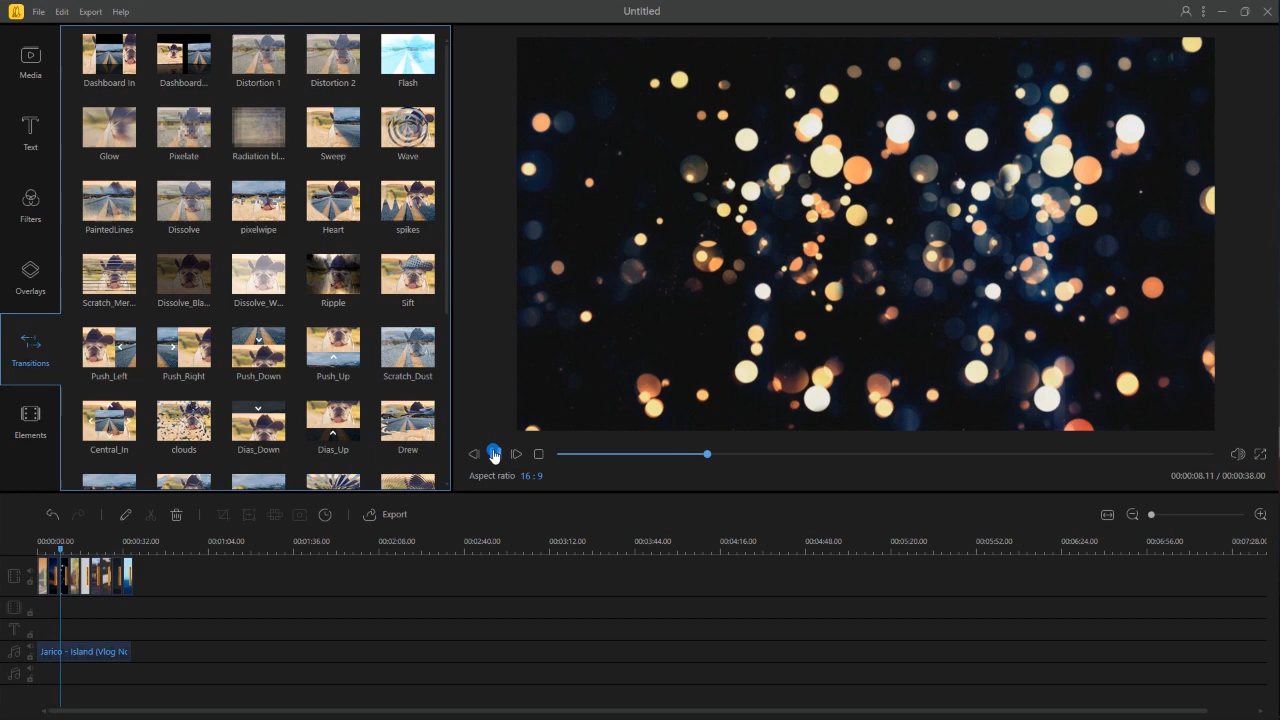 File Edit Export Help
Untitled
Media
Text
Filters
Overlays
Transitions
Elements
Dashboard In Dashboard... Distortion 1 Distortion 2 Flash
Glow Pixelate Radiation bl... Sweep Wave
PaintedLines Dissolve pixelwipe Heart spikes
Scratch_Mer... Dissolve_Bla... Dissolve_W... Ripple Sift
Push_Left Push_Right Push_Down Push_Up Scratch_Dust
Central_In clouds Dias_Down Dias_Up Drew
Aspect ratio 16 : 9
00:00:08.11 / 00:00:38.00
Export
00:00:00.00 00:00:32.00 00:01:04.00 00:01:36.00 00:02:08.00 00:02:40.00 00:03:12.00 00:03:44.00 00:04:16.00 00:04:48.00 00:05:20.00 00:05:52.00 00:06:24.00 00:06:56.00 00:07:28.0
Jarico - Island (Vlog Nc